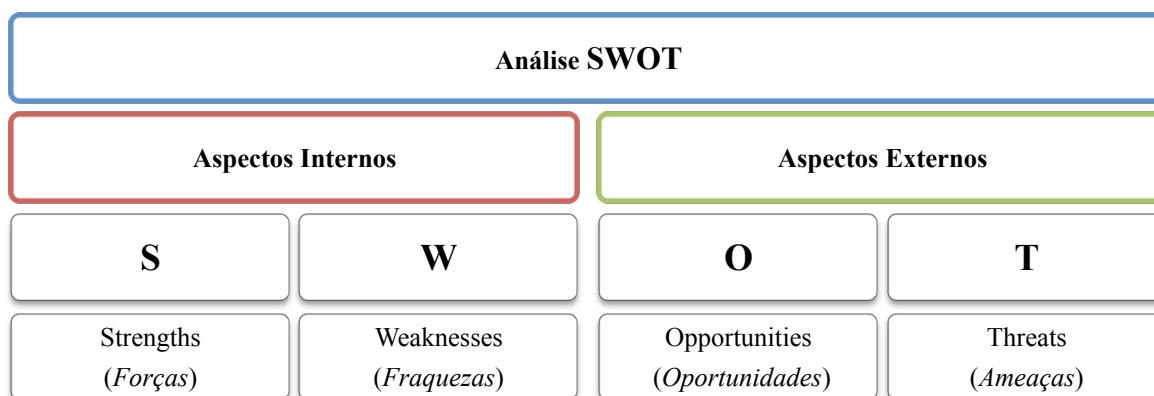 Análise SWOT
Aspectos Internos
Aspectos Externos
S
W
O
T
Strengths
(Forças)
Weaknesses
(Fraquezas)
Opportunities
(Oportunidades)
Threats
(Ameaças)